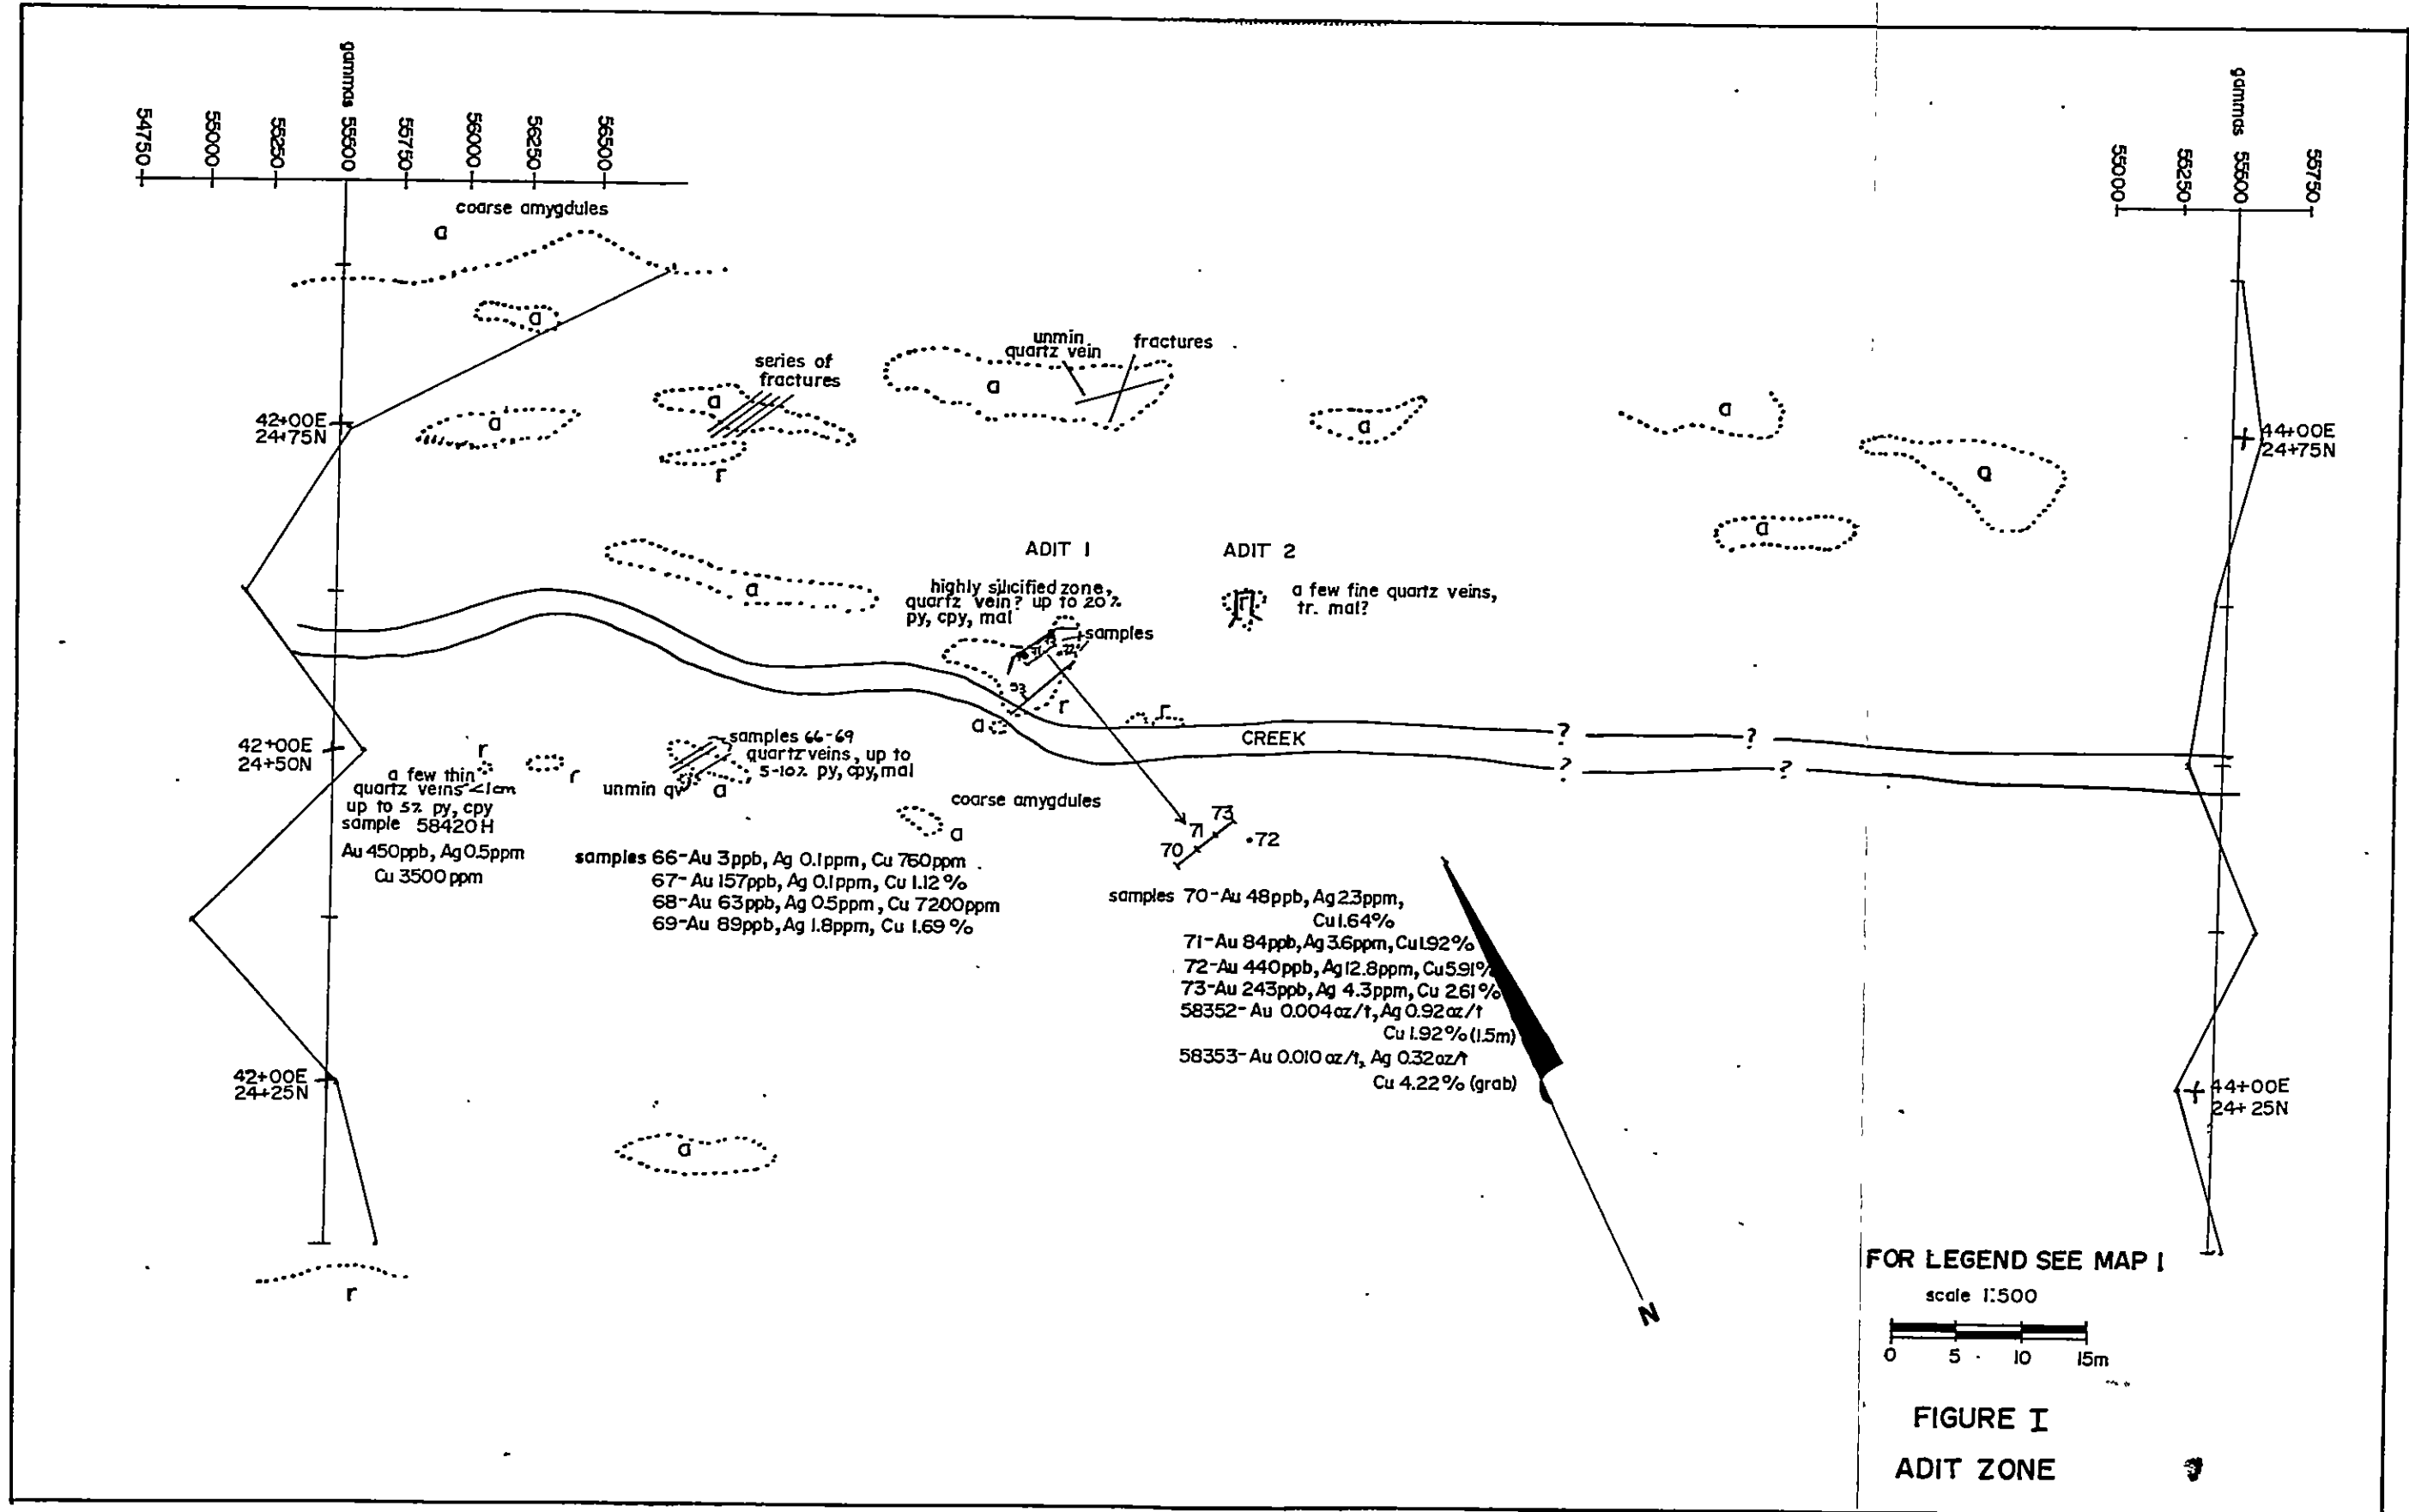 gammas
54750
55000
55250
55500
55750
56000
56250
56500
gammas
55000
55250
55500
55750
coarse amygdules
a
a
unmin
quartz vein
fractures
series of
fractures
a
a
a
a
a
a
a
r
42+00E
24+75N
44+00E
24+75N
ADIT 1
ADIT 2
a
highly silicified zone,
quartz vein? up to 20%
py, cpy, mal
samples
a few fine quartz veins,
tr. mal?
r
73
71
72
53
r
a
r
CREEK
?
?
?
?
42+00E
24+50N
r
a few thin
quartz veins <1cm
up to 5% py, cpy
sample 58420H
Au 450ppb, Ag 0.5ppm
Cu 3500 ppm
r
samples 66-69
quartz veins, up to
5-10% py, cpy, mal
unmin qv
a
coarse amygdules
a
samples 66-Au 3ppb, Ag 0.1ppm, Cu 760ppm
67-Au 157ppb, Ag 0.1ppm, Cu 1.12%
68-Au 63ppb, Ag 0.5ppm, Cu 7200ppm
69-Au 89ppb, Ag 1.8ppm, Cu 1.69%
73
71
70
72
samples 70-Au 48ppb, Ag 2.3ppm,
Cu 1.64%
71-Au 84ppb, Ag 3.6ppm, Cu 1.92%
72-Au 440ppb, Ag 12.8ppm, Cu 5.91%
73-Au 243ppb, Ag 4.3ppm, Cu 2.61%
58352-Au 0.004 oz/t, Ag 0.92 oz/t
Cu 1.92% (1.5m)
58353-Au 0.010 oz/t, Ag 0.32 oz/t
Cu 4.22% (grab)
42+00E
24+25N
44+00E
24+25N
a
r
N
FOR LEGEND SEE MAP 1
scale 1:500
0 5 10 15m
FIGURE I
ADIT ZONE